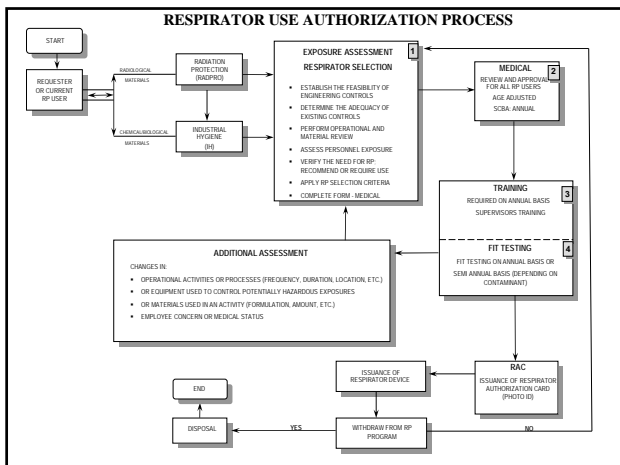 RESPIRATOR USE AUTHORIZATION PROCESS
START
REQUESTER
OR CURRENT
RP USER
RADIOLOGICAL
MATERIALS
CHEMICAL/BIOLOGICAL
MATERIALS
RADIATION
PROTECTION
(RADPRO)
INDUSTRIAL
HYGIENE
(IH)
EXPOSURE ASSESSMENT
1
RESPIRATOR SELECTION
• ESTABLISH THE FEASIBILITY OF
ENGINEERING CONTROLS
• DETERMINE THE ADEQUACY OF
EXISTING CONTROLS
• PERFORM OPERATIONAL AND
MATERIAL REVIEW
• ASSESS PERSONNEL EXPOSURE
• VERIFY THE NEED FOR RP:
RECOMMEND OR REQUIRE USE
• APPLY RP SELECTION CRITERIA
• COMPLETE FORM - MEDICAL
MEDICAL
2
REVIEW AND APPROVAL
FOR ALL RP USERS
AGE ADJUSTED
SCBA: ANNUAL
TRAINING
3
REQUIRED ON ANNUAL BASIS
SUPERVISORS TRAINING
FIT TESTING
4
FIT TESTING ON ANNUAL BASIS OR
SEMI ANNUAL BASIS (DEPENDING ON
CONTAMINANT)
ADDITIONAL ASSESSMENT
CHANGES IN:
• OPERATIONAL ACTIVITIES OR PROCESSES (FREQUENCY, DURATION, LOCATION, ETC.)
• OR EQUIPMENT USED TO CONTROL POTENTIALLY HAZARDOUS EXPOSURES
• OR MATERIALS USED IN AN ACTIVITY (FORMULATION, AMOUNT, ETC.)
• EMPLOYEE CONCERN OR MEDICAL STATUS
RAC
ISSUANCE OF RESPIRATOR
AUTHORIZATION CARD
(PHOTO ID)
ISSUANCE OF
RESPIRATOR DEVICE
END
DISPOSAL
YES
WITHDRAW FROM RP
PROGRAM
NO